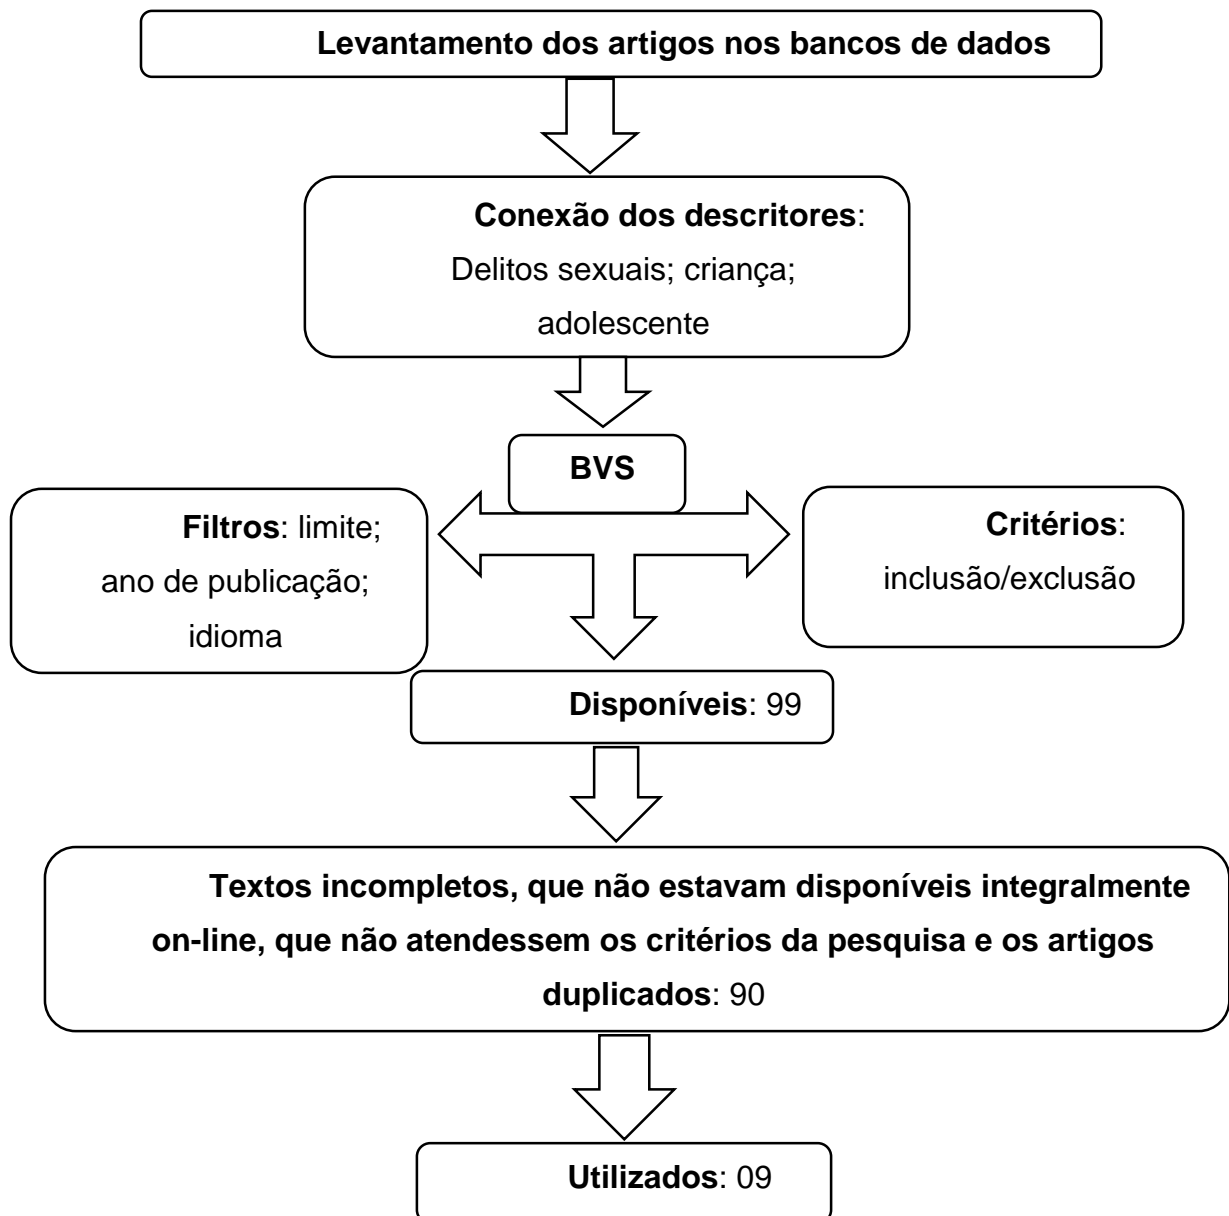 Levantamento dos artigos nos bancos de dados
Conexão dos descritores:
Delitos sexuais; criança;
adolescente
BVS
Filtros: limite;
ano de publicação;
idioma
Critérios:
inclusão/exclusão
Disponíveis: 99
Textos incompletos, que não estavam disponíveis integralmente
on-line, que não atendessem os critérios da pesquisa e os artigos
duplicados: 90
Utilizados: 09